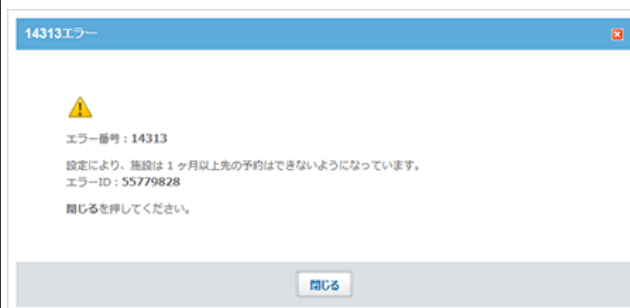 14313エラー
エラー番号：14313
設定により、施設は 1 ヶ月以上先の予約はできないようになっています。
エラーID：55779828
閉じるを押してください。
閉じる